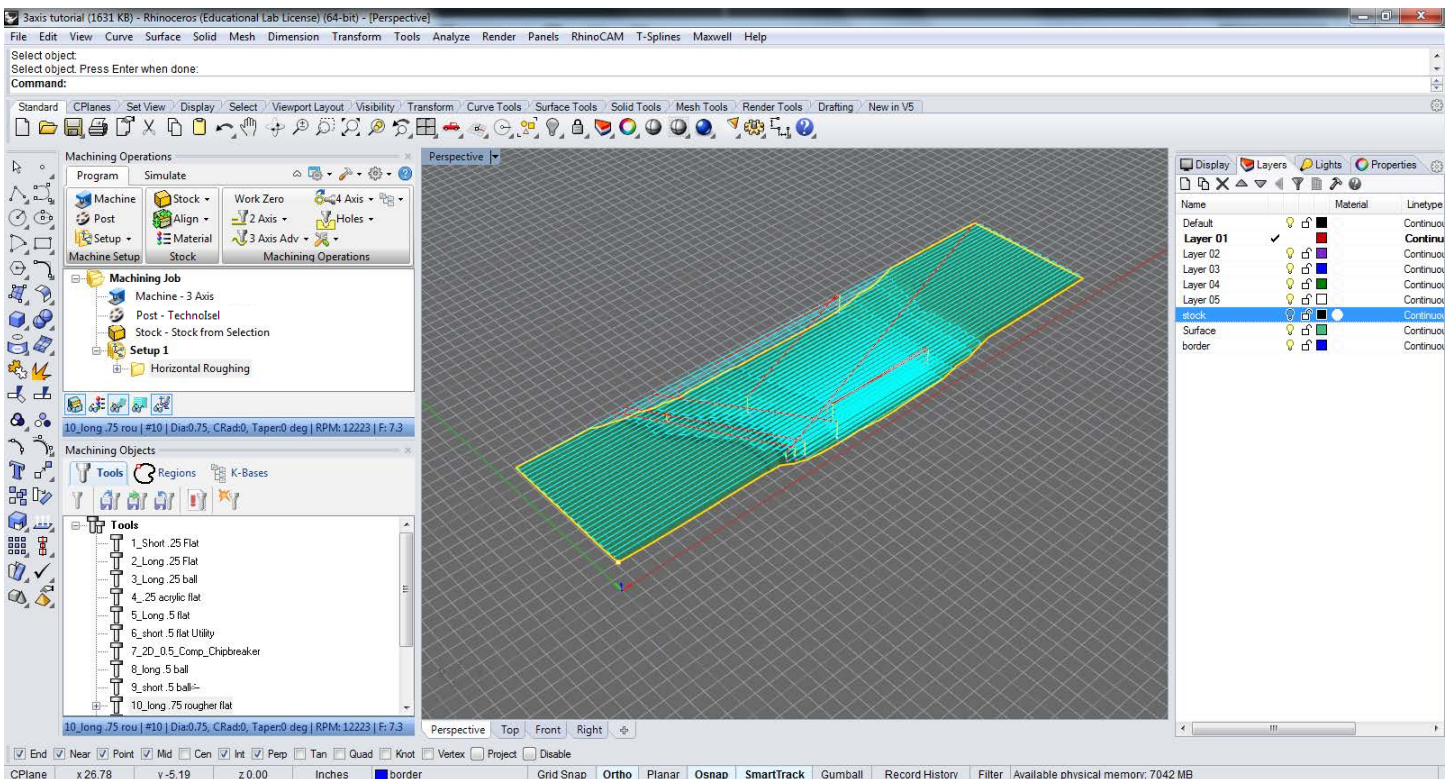 3axis tutorial (1631 KB) - Rhinoceros (Educational Lab License) (64-bit) - [Perspective]
File Edit View Curve Surface Solid Mesh Dimension Transform Tools Analyze Render Panels RhinoCAM T-Splines Maxwell Help
Select object:
Select object. Press Enter when done:
Command:
Standard CPlanes Set View Display Select Viewport Layout Visibility Transform Curve Tools Surface Tools Solid Tools Mesh Tools Render Tools Drafting New in V5
Machining Operations
Program Simulate
Machine Stock Work Zero 4 Axis
Post Align 2 Axis Holes
Setup Material 3 Axis Adv
Machine Setup Stock Machining Operations
Machining Job
Machine - 3 Axis
Post - TechnoIsel
Stock - Stock from Selection
Setup 1
Horizontal Roughing
10_long .75 rou | #10 | Dia:0.75, CRad:0, Taper:0 deg | RPM: 12223 | F: 7.3
Machining Objects
Tools Regions K-Bases
Tools
1_Short .25 Flat
2_Long .25 Flat
3_Long .25 ball
4_.25 acrylic flat
5_Long .5 flat
6_short .5 flat Utility
7_2D_0.5_Comp_Chipbreaker
8_long .5 ball
9_short .5 ball
10_long .75 rougher flat
10_long .75 rou | #10 | Dia:0.75, CRad:0, Taper:0 deg | RPM: 12223 | F: 7.3
Perspective
Perspective Top Front Right
Display Layers Lights Properties
Name Material Linetype
Default Continuou
Layer 01 Continu
Layer 02 Continuou
Layer 03 Continuou
Layer 04 Continuou
Layer 05 Continuou
stock Continuou
Surface Continuou
border Continuou
End Near Point Mid Cen Int Perp Tan Quad Knot Vertex Project Disable
CPlane x 26.78 y -5.19 z 0.00 Inches border Grid Snap Ortho Planar Osnap SmartTrack Gumball Record History Filter Available physical memory: 7042 MB